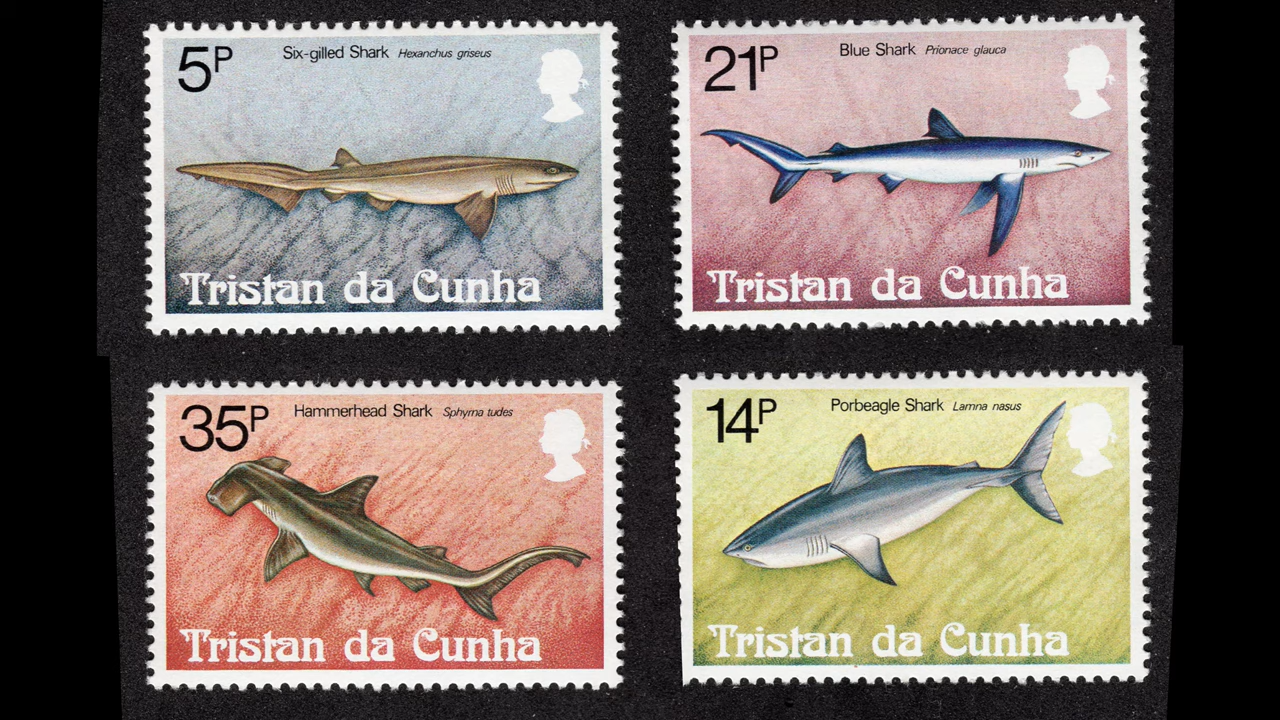 5P
Six-gilled Shark Hexanchus griseus
Tristan da Cunha
21P
Blue Shark Prionace glauca
Tristan da Cunha
35P
Hammerhead Shark Sphyrna tudes
Tristan da Cunha
14P
Porbeagle Shark Lamna nasus
Tristan da Cunha